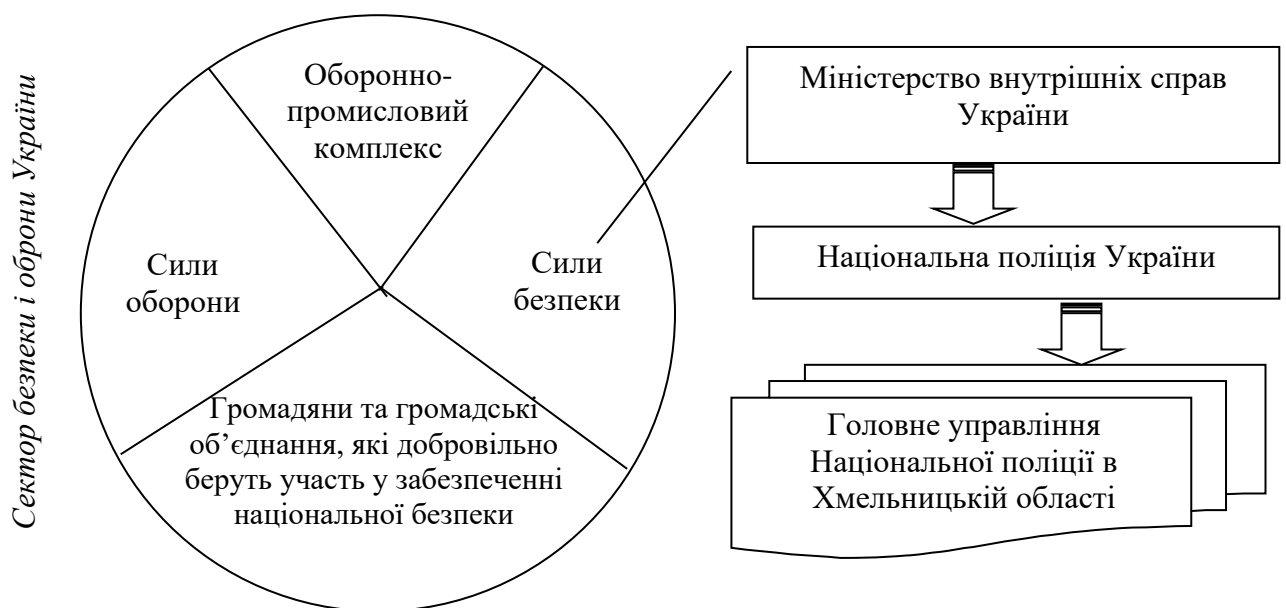 Сектор безпеки і оброни України
Оборонно-
промисловий
комплекс
Сили
оборони
Сили
безпеки
Громадяни та громадські
об’єднання, які добровільно
беруть участь у забезпеченні
національної безпеки
Міністерство внутрішніх справ
України
Національна поліція України
Головне управління
Національної поліції в
Хмельницькій області